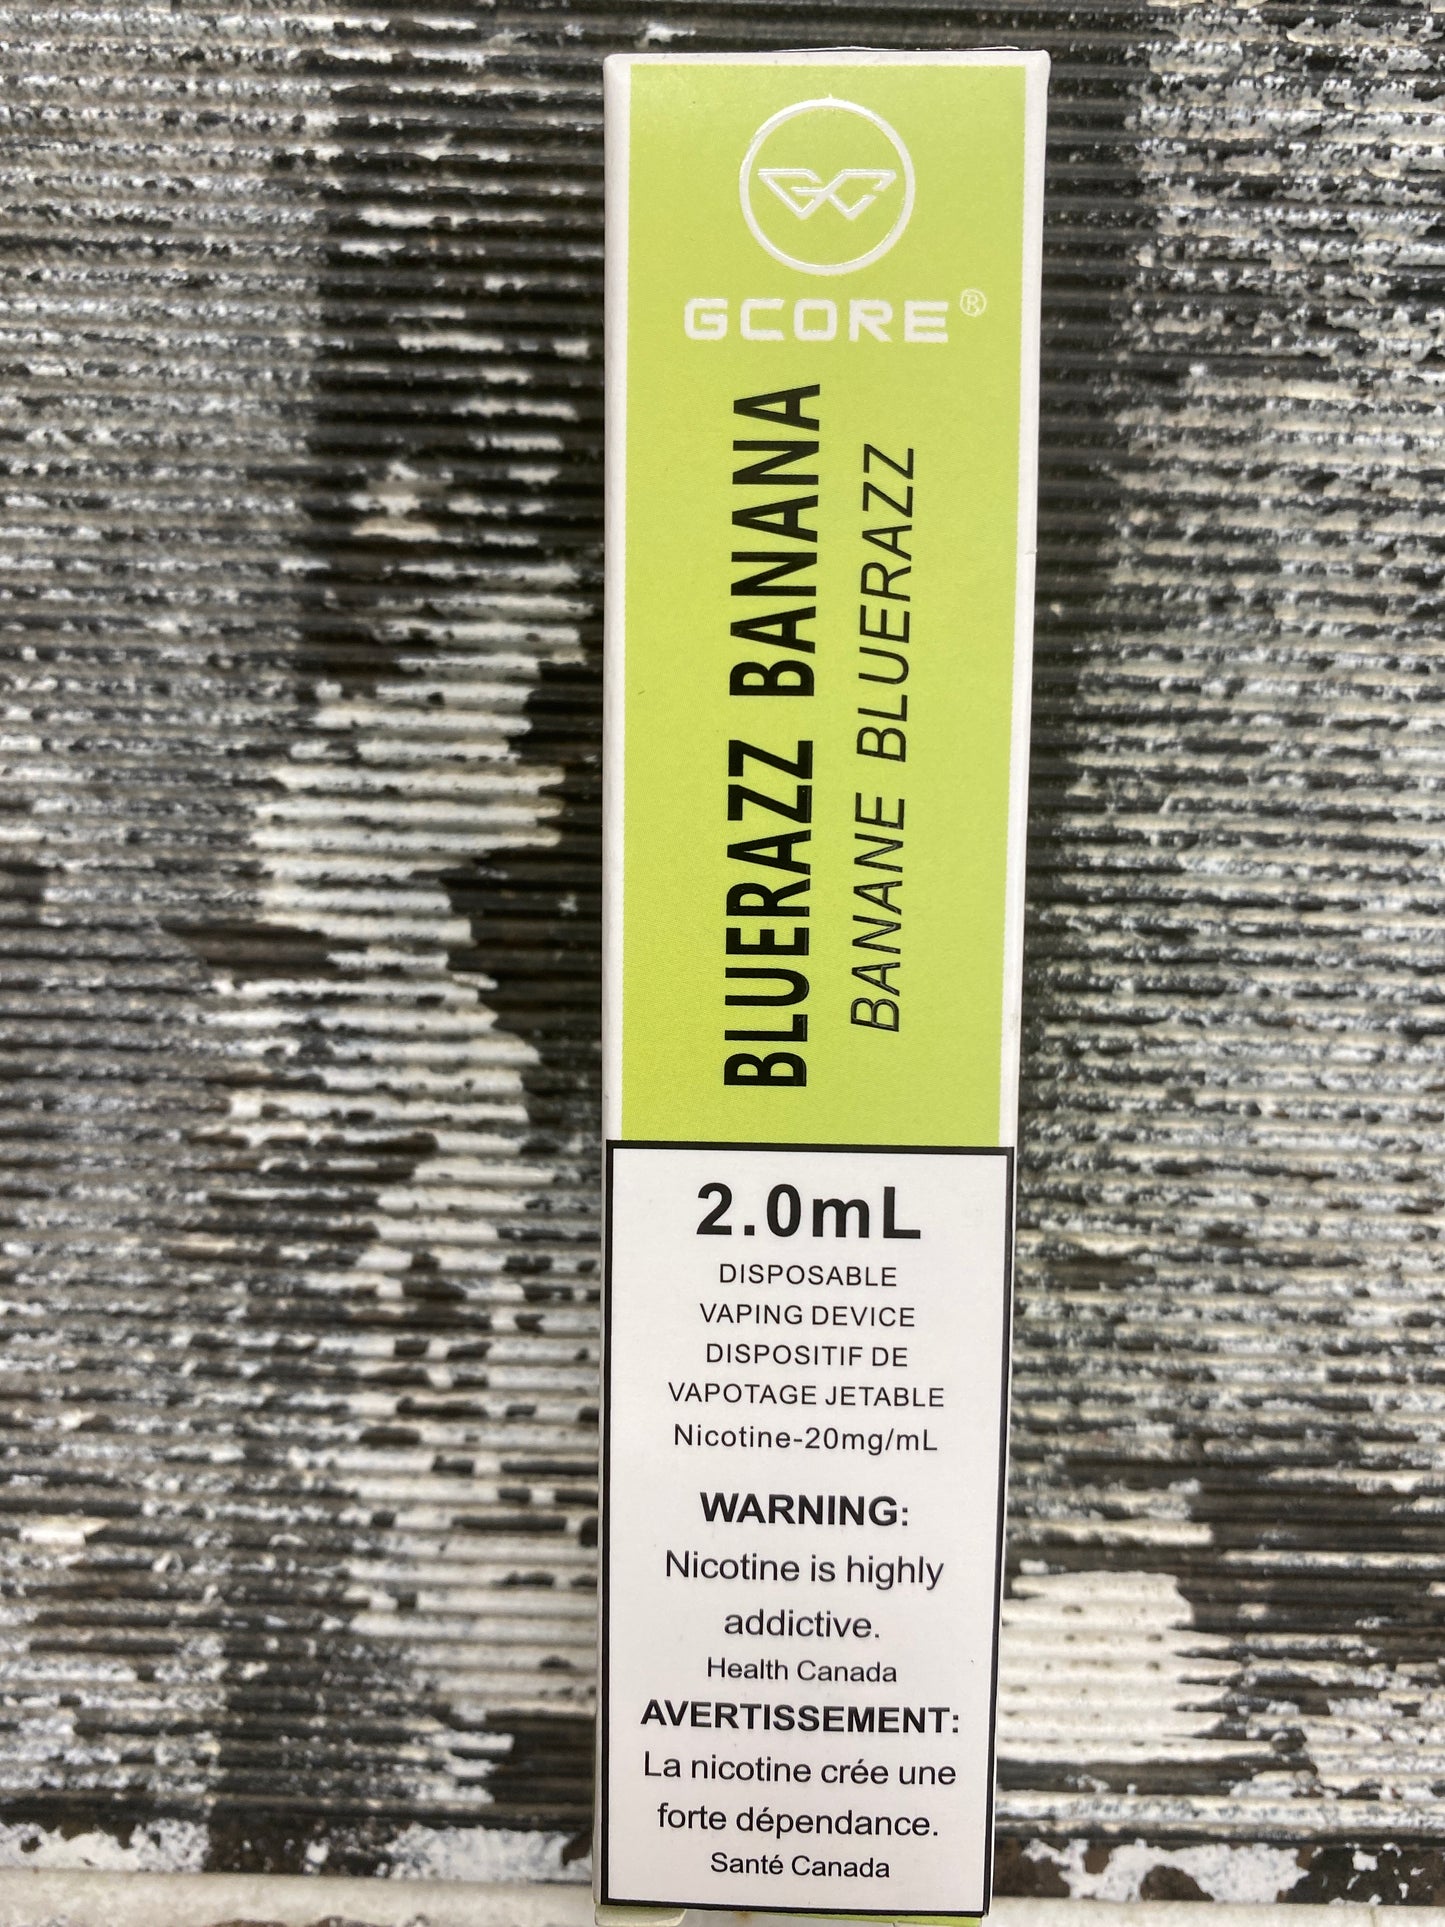 GC
GCORE®
BLUERAZZ BANANA
BANANE BLUERAZZ
2.0mL
DISPOSABLE
VAPING DEVICE
DISPOSITIF DE
VAPOTAGE JETABLE
Nicotine-20mg/mL
WARNING:
Nicotine is highly
addictive.
Health Canada
AVERTISSEMENT:
La nicotine crée une
forte dépendance.
Santé Canada